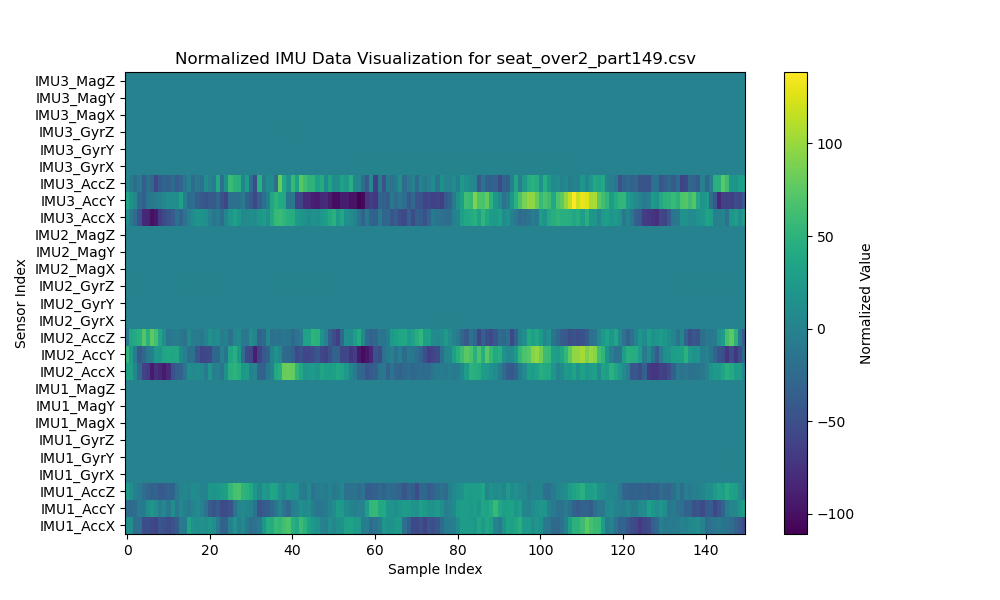 Normalized IMU Data Visualization for seat_over2_part149.csv
IMU3_MagZ
IMU3_MagY
IMU3_MagX
IMU3_GyrZ
IMU3_GyrY
IMU3_GyrX
IMU3_AccZ
IMU3_AccY
IMU3_AccX
IMU2_MagZ
IMU2_MagY
IMU2_MagX
IMU2_GyrZ
IMU2_GyrY
IMU2_GyrX
IMU2_AccZ
IMU2_AccY
IMU2_AccX
IMU1_MagZ
IMU1_MagY
IMU1_MagX
IMU1_GyrZ
IMU1_GyrY
IMU1_GyrX
IMU1_AccZ
IMU1_AccY
IMU1_AccX
Sensor Index
0 20 40 60 80 100 120 140
Sample Index
100
50
0
−50
−100
Normalized Value